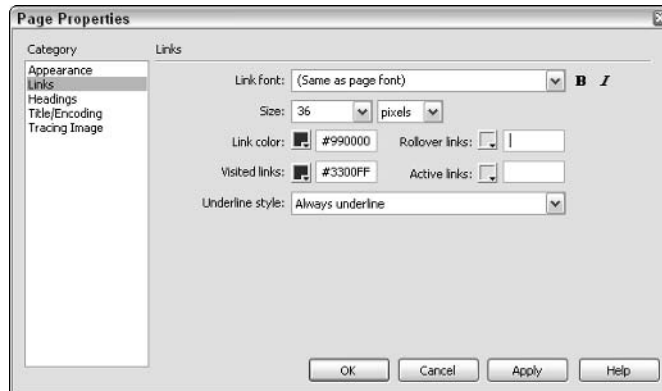 Page Properties
Category
Appearance
Links
Headings
Title/Encoding
Tracing Image
Links
Link font: (Same as page font) B I
Size: 36 pixels
Link color: #990000 Rollover links:
Visited links: #3300FF Active links:
Underline style: Always underline
OK Cancel Apply Help